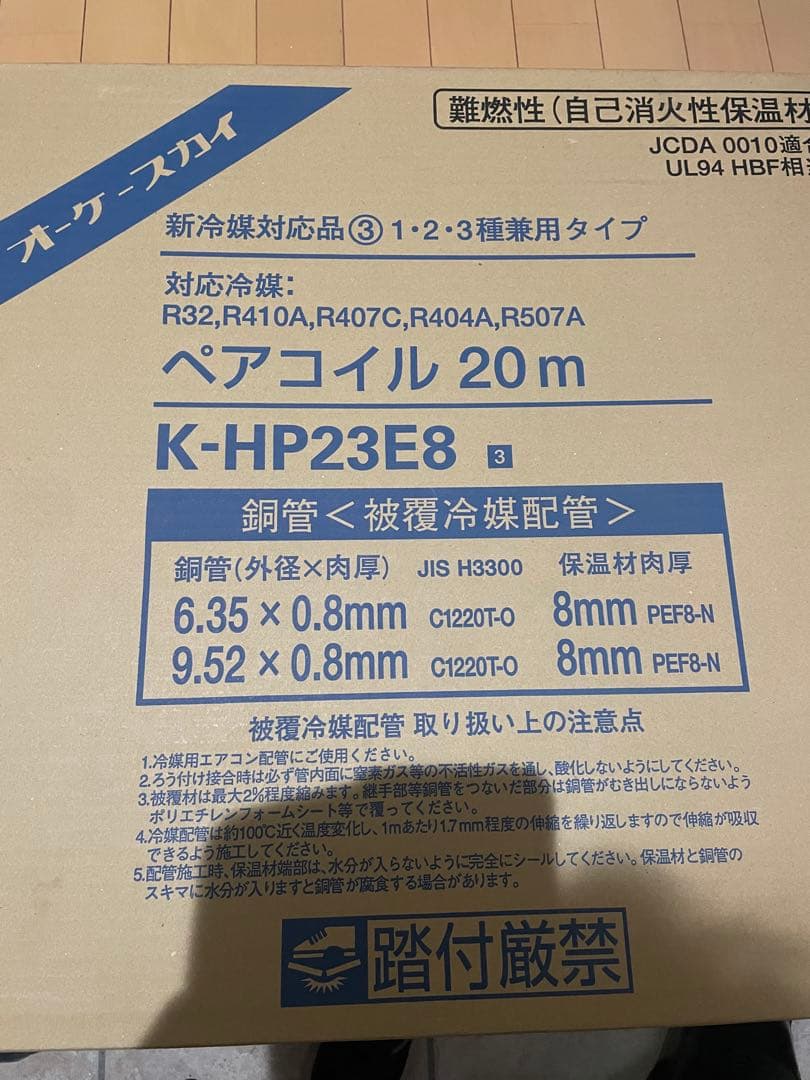 オーケースカイ
難燃性(自己消火性保温材
JCDA 0010適合
UL94 HBF相
新冷媒対応品③ 1・2・3種兼用タイプ
対応冷媒:
R32,R410A,R407C,R404A,R507A
ペアコイル 20m
K-HP23E8 3
銅管<被覆冷媒配管>
銅管(外径×肉厚) JIS H3300 保温材肉厚
6.35×0.8mm C1220T-O 8mm PEF8-N
9.52×0.8mm C1220T-O 8mm PEF8-N
被覆冷媒配管 取り扱い上の注意点
1.冷媒用エアコン配管にご使用ください。
2.ろう付け接合時は必ず管内面に窒素ガス等の不活性ガスを通し、酸化しないようにしてください。
3.被覆材は最大2%程度縮みます。継手部等銅管をつないだ部分は銅管がむき出しにならないよう
ポリエチレンフォームシート等で覆ってください。
4.冷媒配管は約100℃近く温度変化し、1mあたり1.7mm程度の伸縮を繰り返しますので伸縮が吸収
できるよう施工してください。
5.配管施工時、保温材端部は、水分が入らないように完全にシールしてください。保温材と銅管の
スキマに水分が入りますと銅管が腐食する場合があります。
踏付厳禁